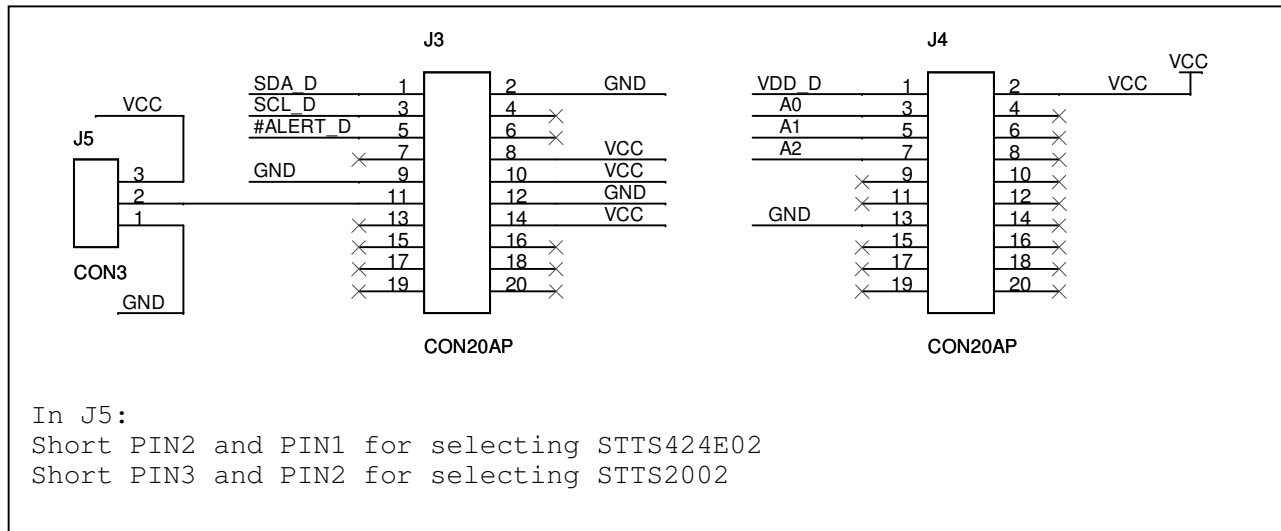 J3 J4
VCC
SDA_D 1 2 GND VDD_D 1 2 VCC
VCC SCL_D 3 4 A0 3 4
#ALERT_D 5 6 A1 5 6
J5 7 8 VCC A2 7 8
3 GND 9 10 VCC 9 10
2 11 12 GND 11 12
1 13 14 VCC GND 13 14
15 16 15 16
CON3 17 18 17 18
GND 19 20 19 20
CON20AP CON20AP
In J5:
Short PIN2 and PIN1 for selecting STTS424E02
Short PIN3 and PIN2 for selecting STTS2002